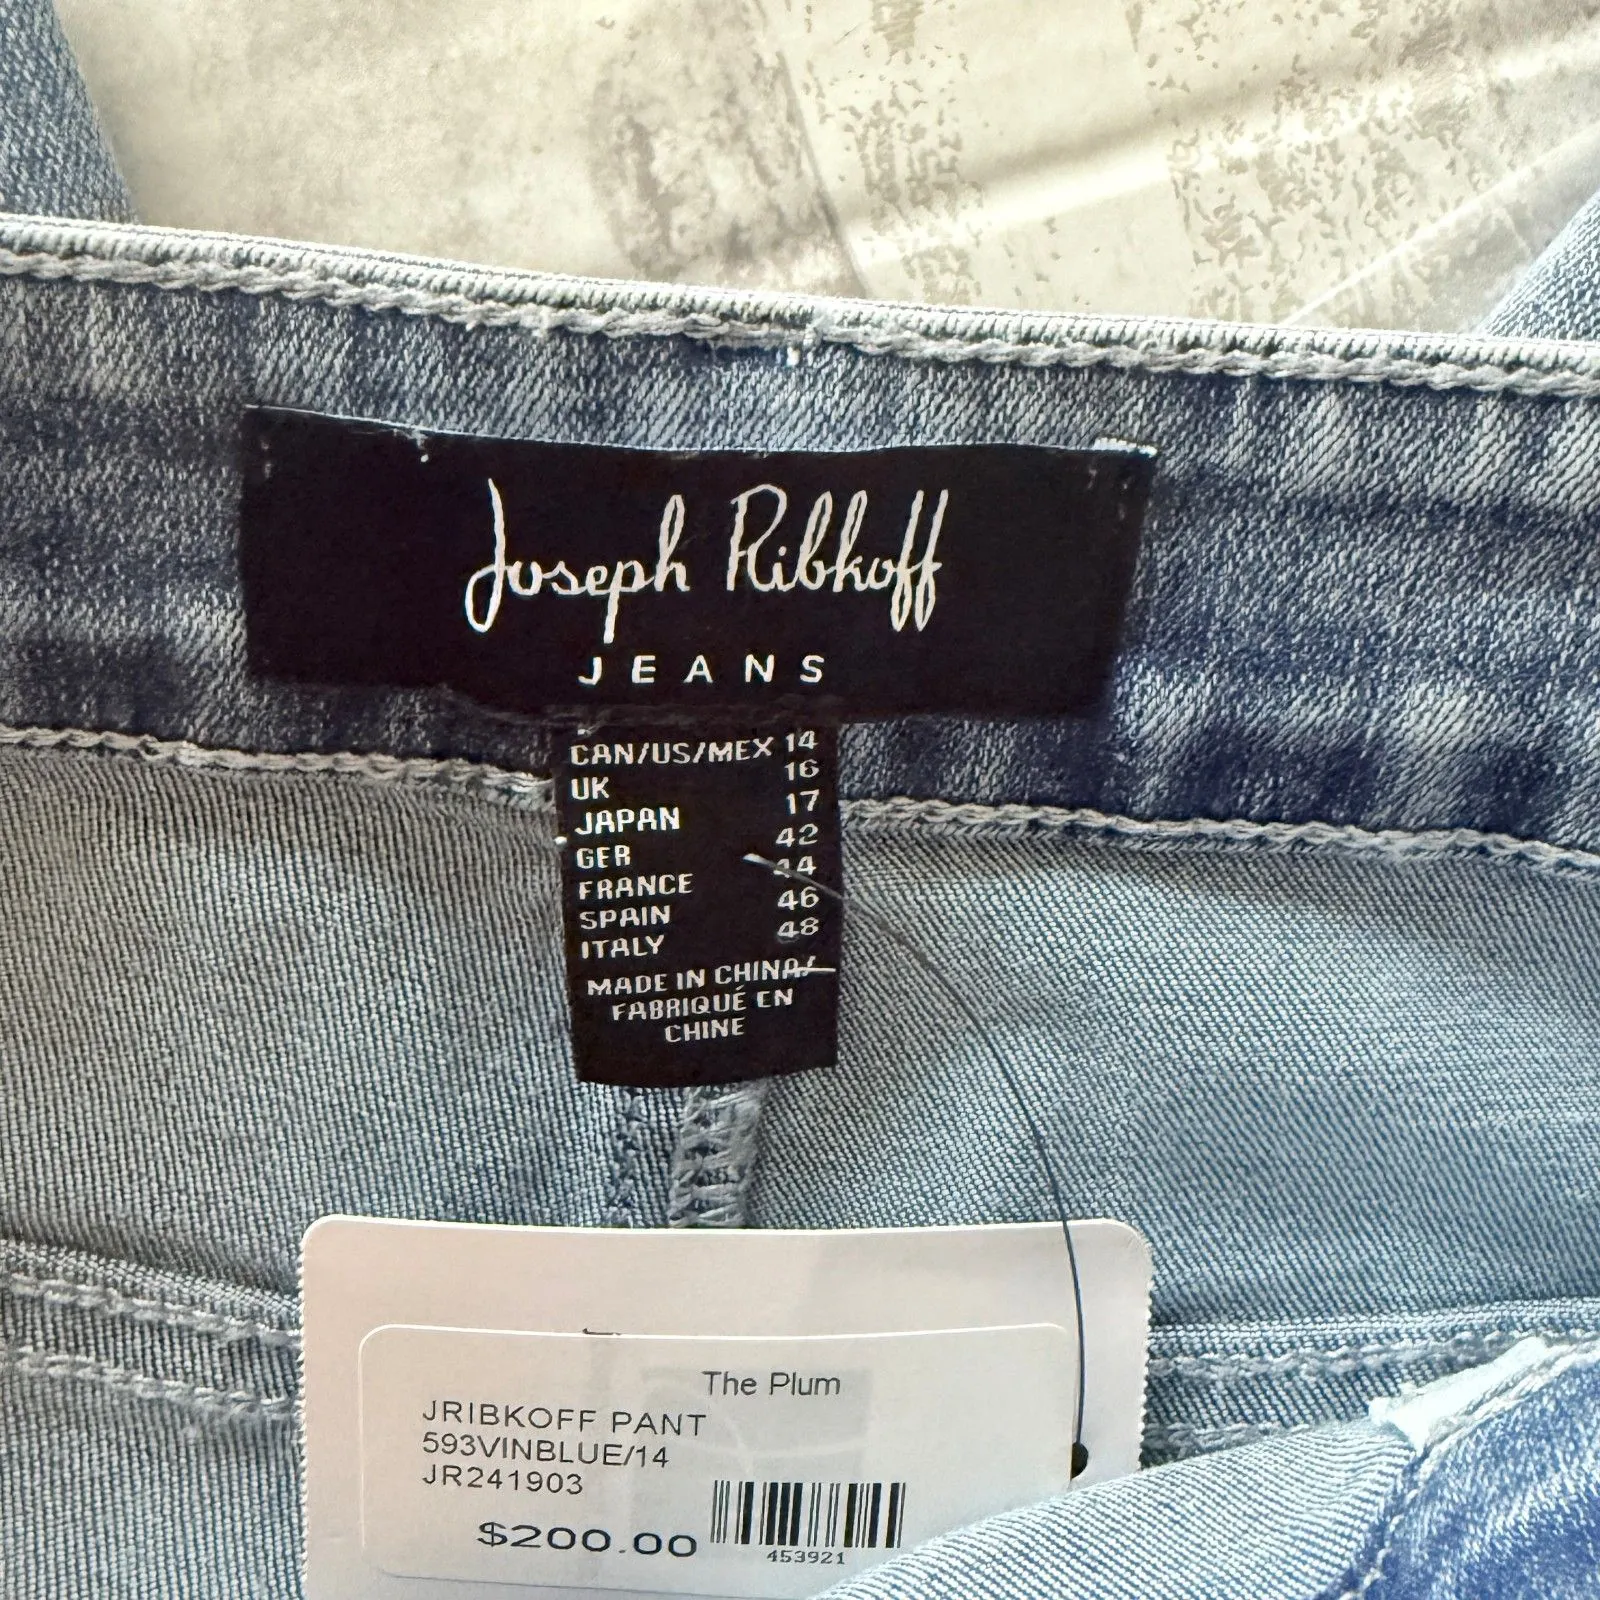 Joseph Ribkoff
JEANS
CAN/US/MEX 14
UK 16
JAPAN 17
GER 42
FRANCE 44
SPAIN 46
ITALY 48
MADE IN CHINA/
FABRIQUÉ EN
CHINE
The Plum
JRIBKOFF PANT
593VINBLUE/14
JR241903
$200.00
453921